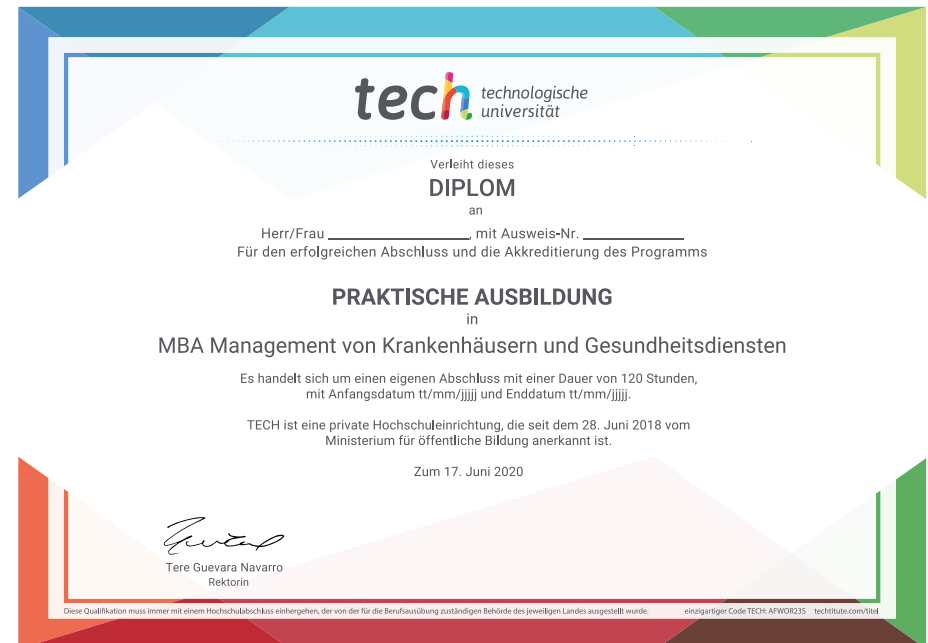 tech technologische
universität
Verleiht dieses
DIPLOM
an
Herr/Frau ____________, mit Ausweis-Nr. ____________
Für den erfolgreichen Abschluss und die Akkreditierung des Programms
PRAKTISCHE AUSBILDUNG
in
MBA Management von Krankenhäusern und Gesundheitsdiensten
Es handelt sich um einen eigenen Abschluss mit einer Dauer von 120 Stunden,
mit Anfangsdatum tt/mm/jjjjj und Enddatum tt/mm/jjjjj.
TECH ist eine private Hochschuleinrichtung, die seit dem 28. Juni 2018 vom
Ministerium für öffentliche Bildung anerkannt ist.
Zum 17. Juni 2020
Tere Guevara Navarro
Rektorin
Diese Qualifikation muss immer mit einem Hochschulabschluss einhergehen, der von der für die Berufsausübung zuständigen Behörde des jeweiligen Landes ausgestellt wurde. einzigartiger Code TECH: AFWOR23S techtitute.com/titel